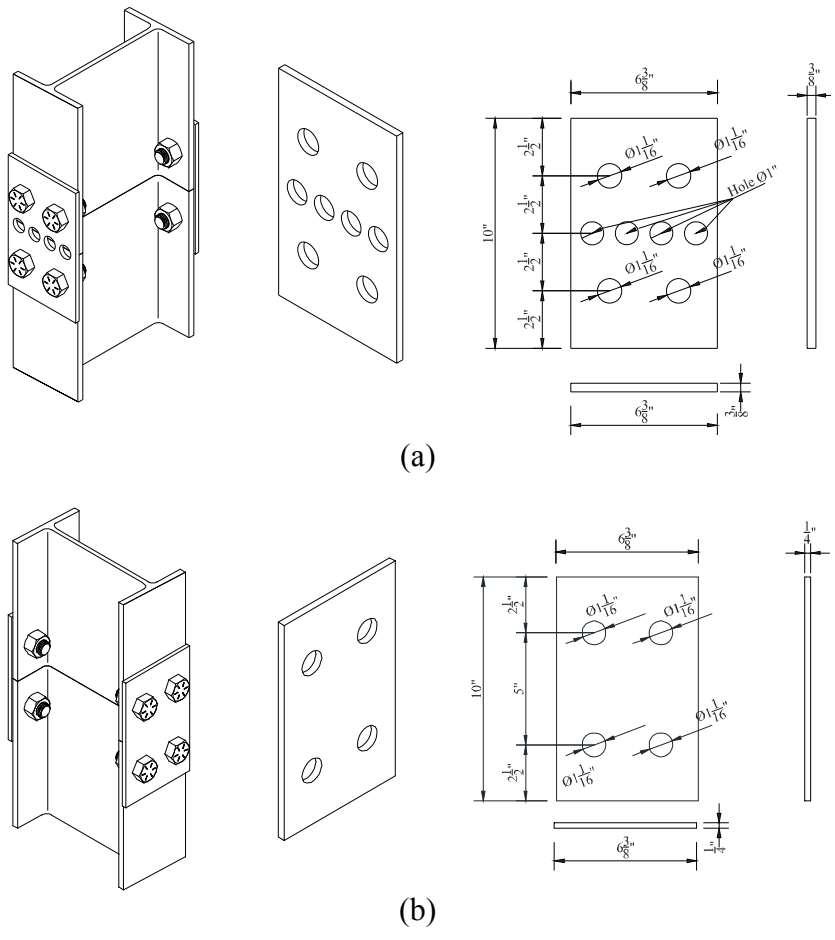 6 3/8"
3/8"
2 1/2"
Ø1 1/16"
Ø1 1/16"
2 1/2"
Hole Ø1"
10"
2 1/2"
Ø1 1/16"
Ø1 1/16"
2 1/2"
3/8"
6 3/8"
(a)
6 3/8"
1/4"
2 1/2"
Ø1 1/16"
Ø1 1/16"
10"
5"
Ø1 1/16"
Ø1 1/16"
2 1/2"
1/4"
6 3/8"
(b)